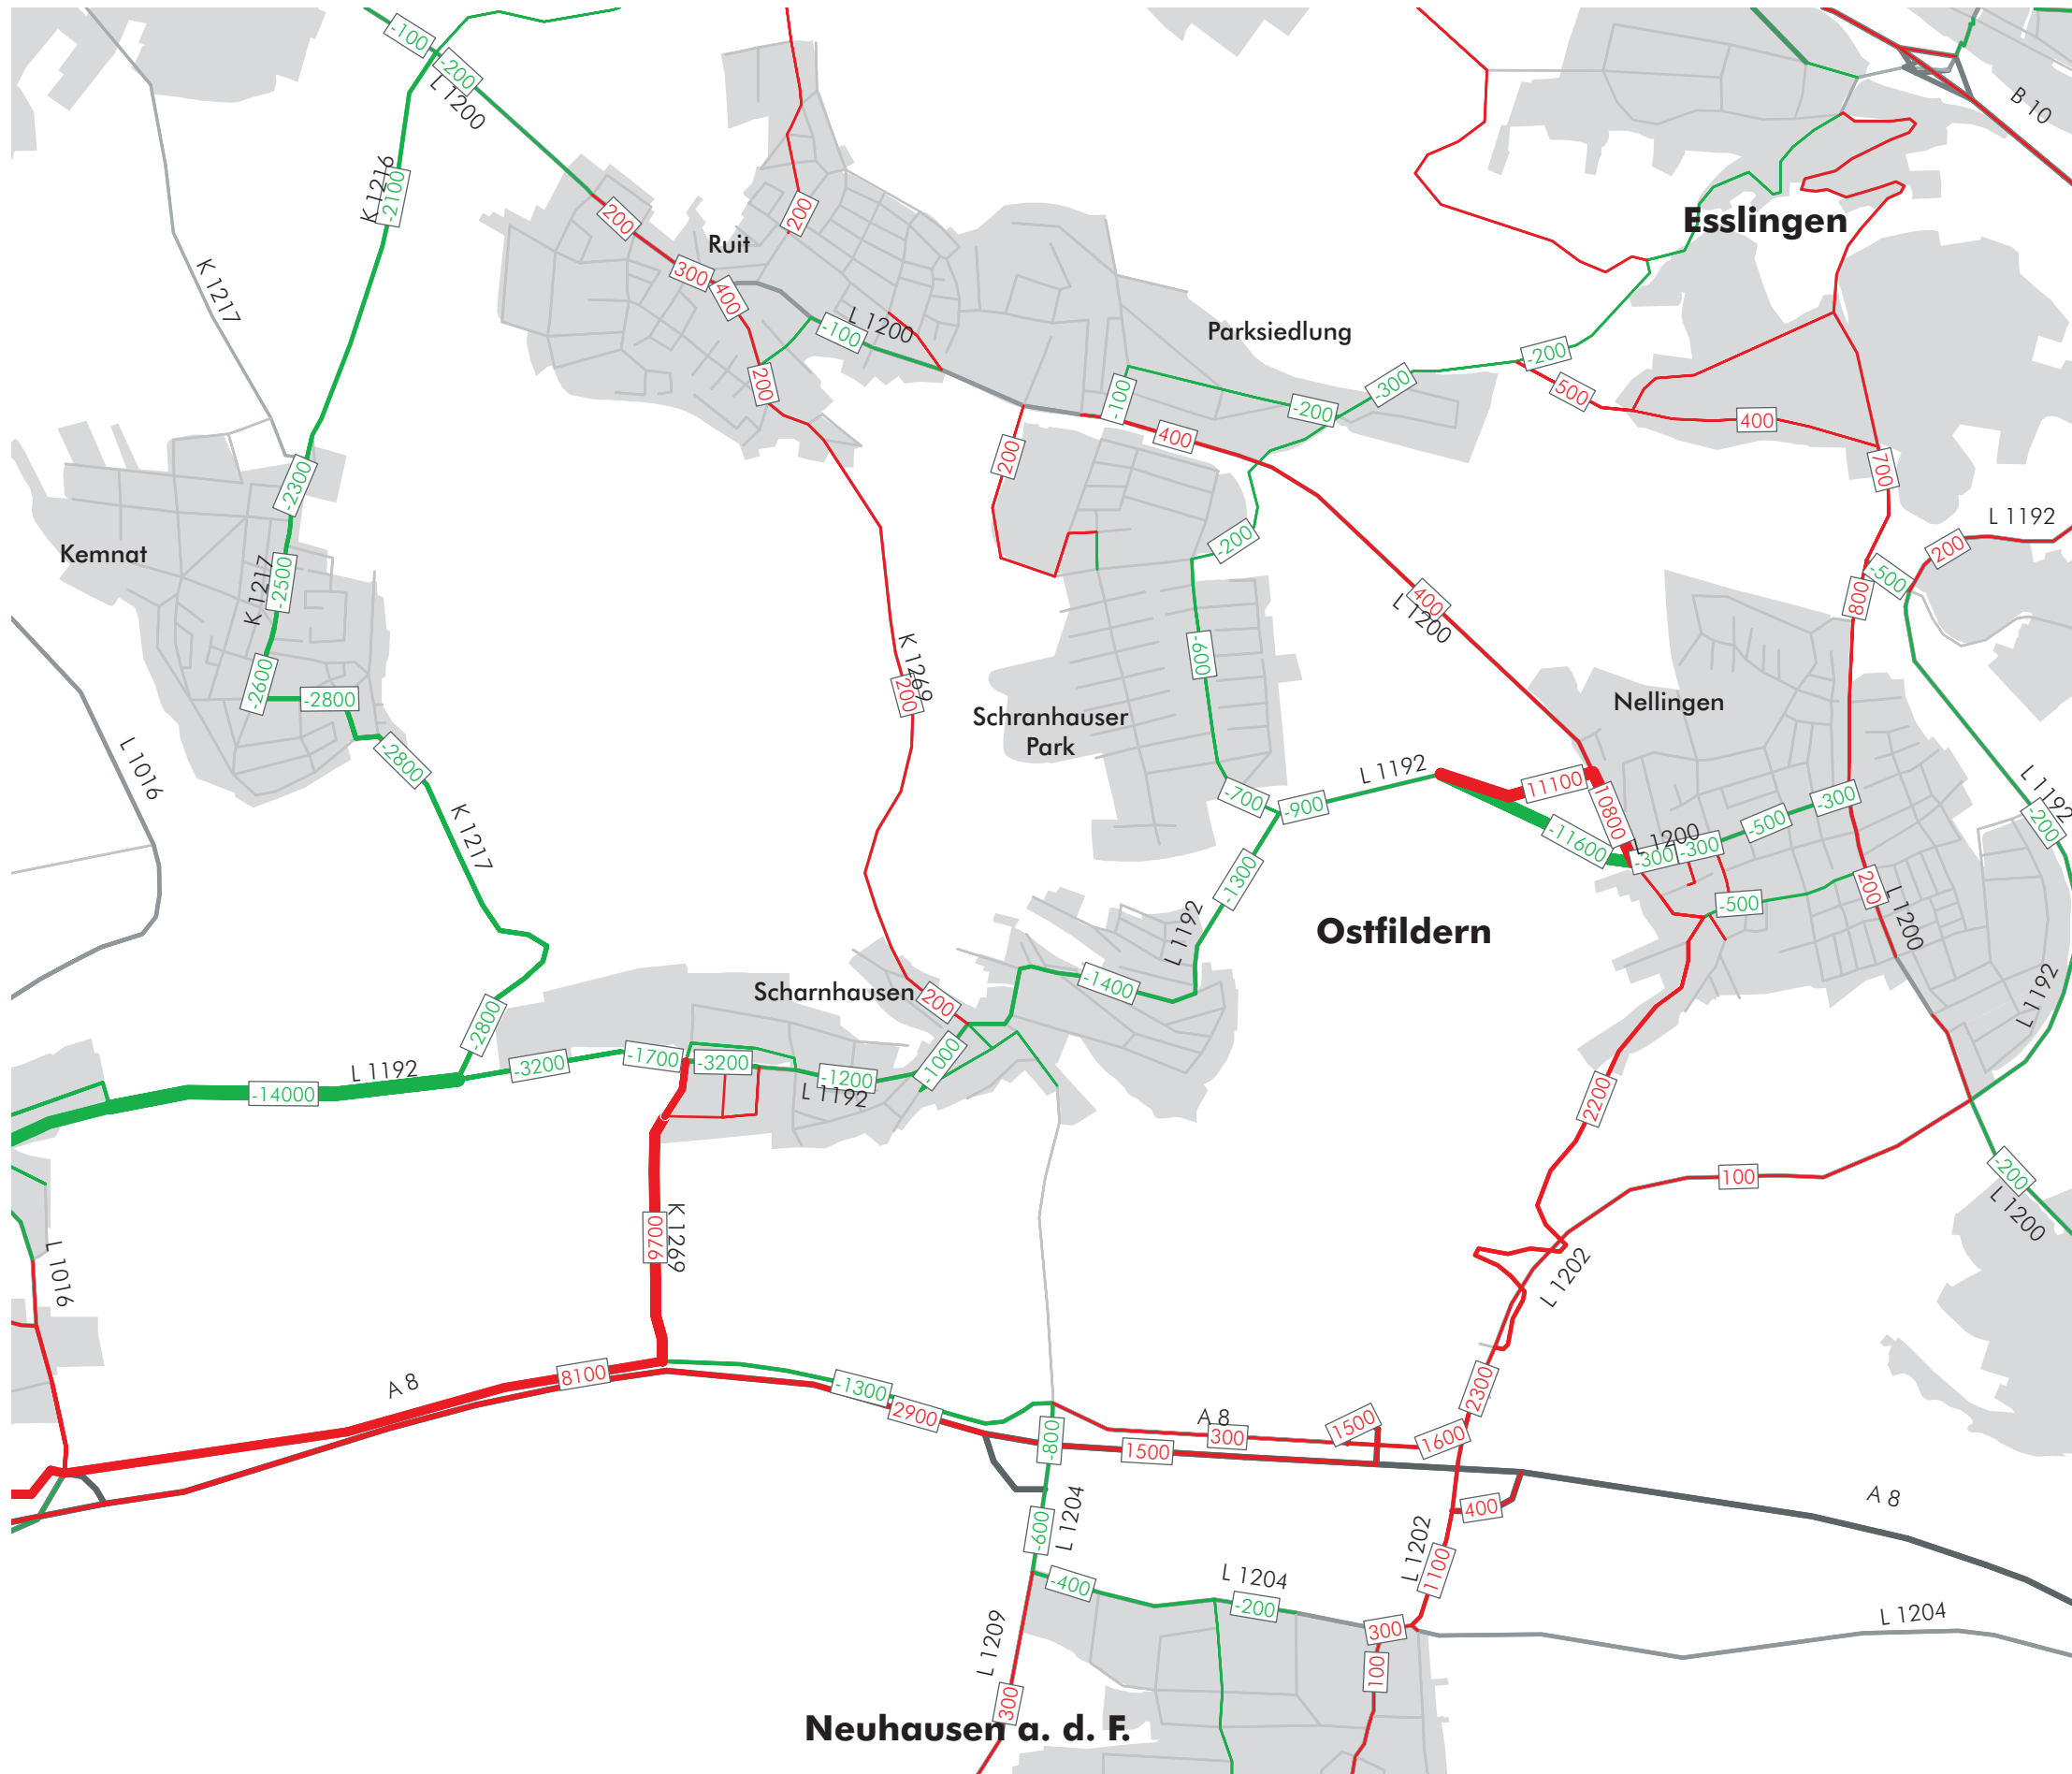 -100
-200
L 1200
B 10
K 1216
-2100
200
200
Esslingen
Ruit
300
400
K 1217
L 1200
-100
Parksiedlung
200
-100
-200
-300
-200
500
400
400
700
200
-2300
L 1192
200
-200
-500
800
Kemnat
K 1217
-2500
400
L 1200
-600
K 1269
200
-2600
-2800
Nellingen
Schranhauser
Park
-2800
L 1016
L 1192
11100
-700
-900
10800
-300
-500
L 1192
-200
K 1217
-11600
L 1200
-300
-300
-1300
200
-500
L 1200
L 1192
Ostfildern
-1400
Scharnhausen
200
L 1192
-2800
-3200
-1700
-3200
-1000
L 1192
-14000
-1200
L 1192
2200
100
-200
L 1200
9700
K 1269
L 1016
L 1202
8100
A 8
-1300
2900
2300
A 8
300
1500
1600
-800
1500
A 8
400
-600
L 1204
L 1202
1100
-400
L 1204
-200
L 1204
300
L 1209
100
300
Neuhausen a. d. F.